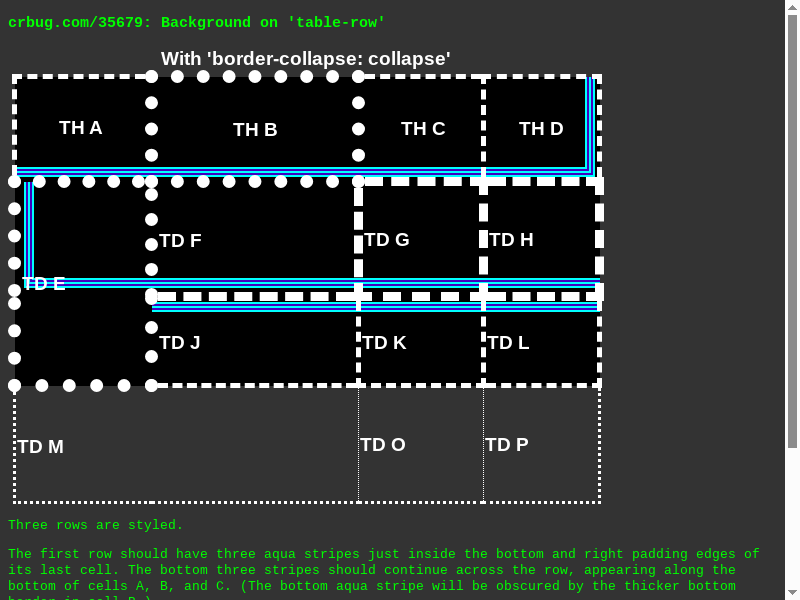 crbug.com/35679: Background on 'table-row'
With 'border-collapse: collapse'
TH A TH B TH C TH D
TD E TD F TD G TD H
TD J TD K TD L
TD M TD O TD P
Three rows are styled.
The first row should have three aqua stripes just inside the bottom and right padding edges of
its last cell. The bottom three stripes should continue across the row, appearing along the
bottom of cells A, B, and C. (The bottom aqua stripe will be obscured by the thicker bottom
border in cell B.)